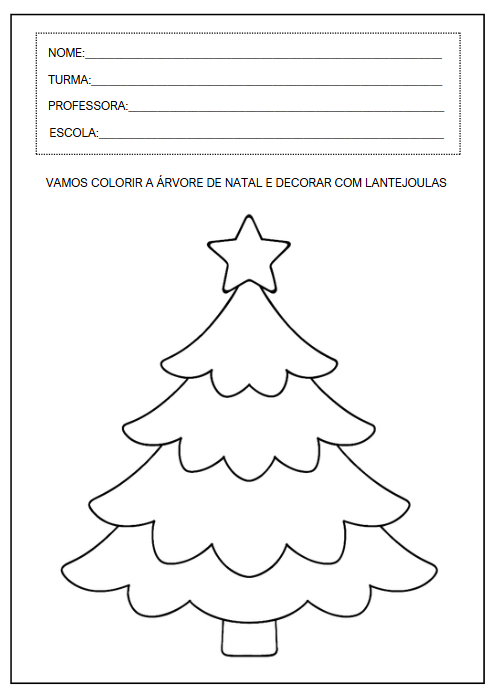 NOME:
TURMA:
PROFESSORA:
ESCOLA:
VAMOS COLORIR A ÁRVORE DE NATAL E DECORAR COM LANTEJOULAS